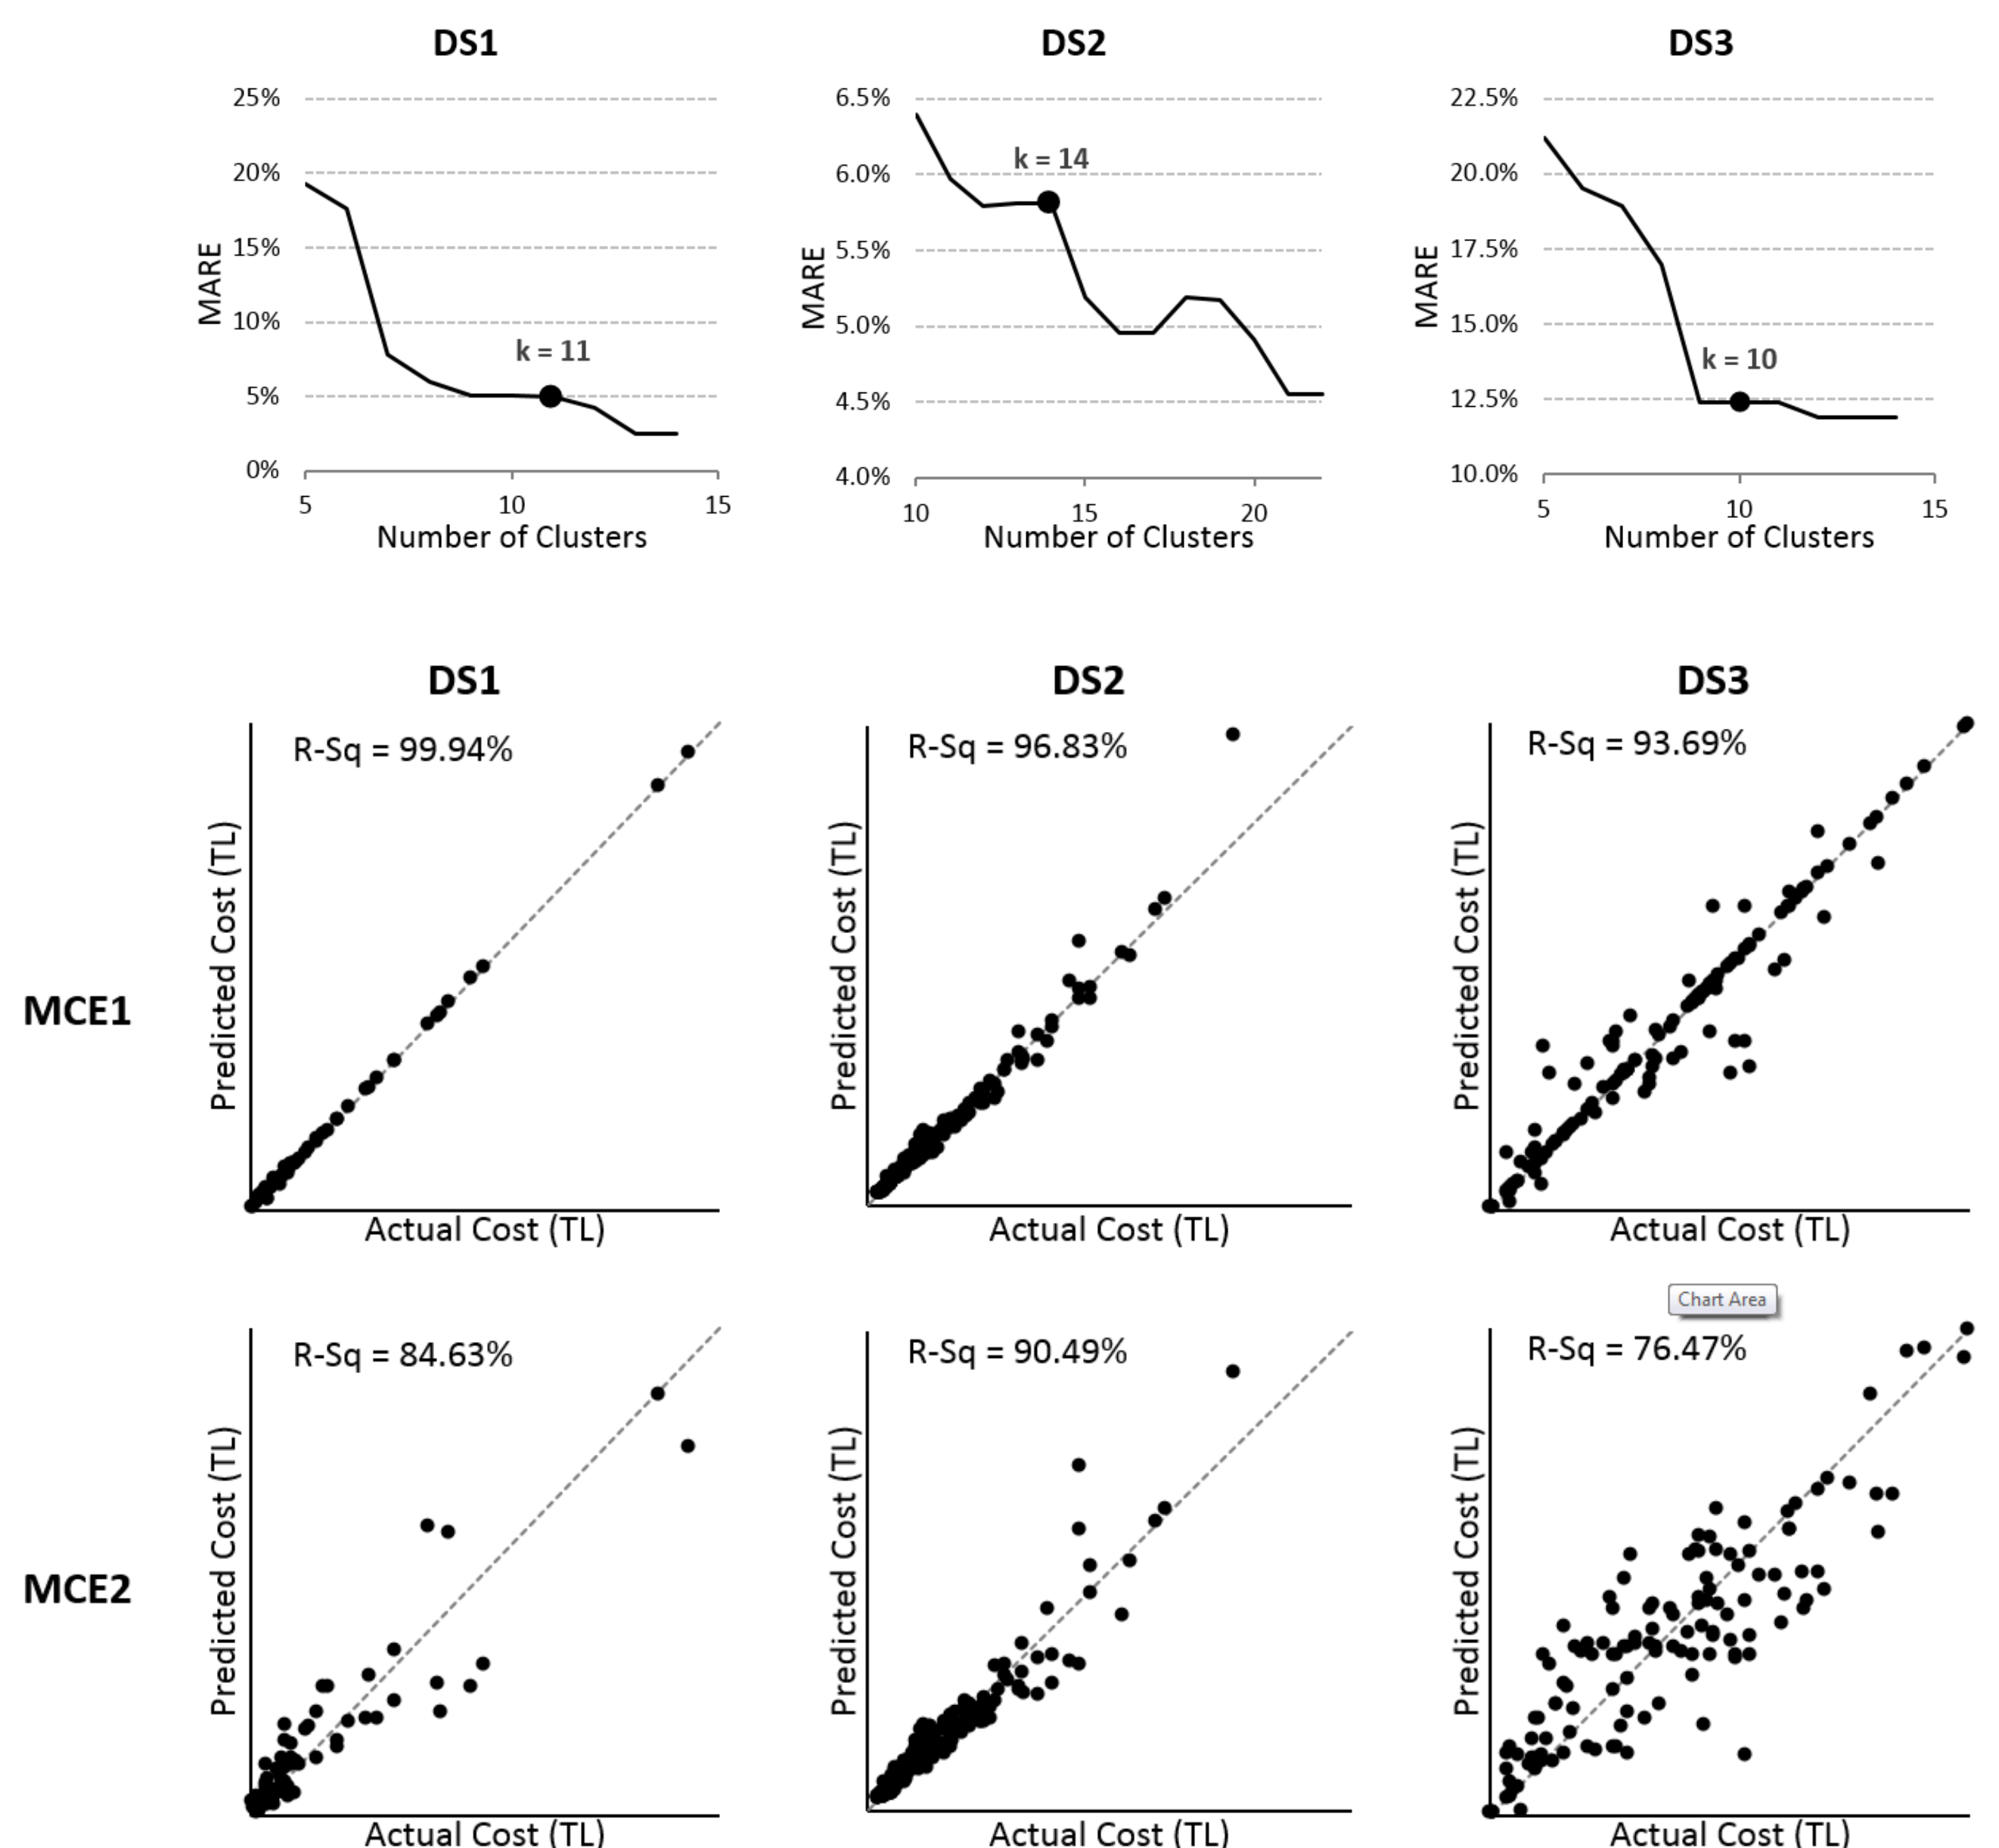 DS1
DS2
DS3
25%
20%
15%
10%
5%
0%
MARE
k = 11
5
10
15
Number of Clusters
6.5%
6.0%
5.5%
5.0%
4.5%
4.0%
MARE
k = 14
10
15
20
Number of Clusters
22.5%
20.0%
17.5%
15.0%
12.5%
10.0%
MARE
k = 10
5
10
15
Number of Clusters
DS1
DS2
DS3
MCE1
R-Sq = 99.94%
Predicted Cost (TL)
Actual Cost (TL)
R-Sq = 96.83%
Predicted Cost (TL)
Actual Cost (TL)
R-Sq = 93.69%
Predicted Cost (TL)
Actual Cost (TL)
Chart Area
MCE2
R-Sq = 84.63%
Predicted Cost (TL)
Actual Cost (TL)
R-Sq = 90.49%
Predicted Cost (TL)
Actual Cost (TL)
R-Sq = 76.47%
Predicted Cost (TL)
Actual Cost (TL)